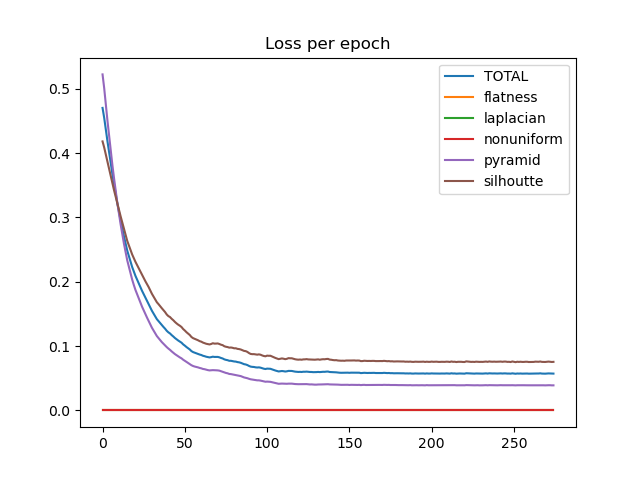 Loss per epoch
TOTAL
flatness
laplacian
nonuniform
pyramid
silhoutte
0.5
0.4
0.3
0.2
0.1
0.0
0 50 100 150 200 250